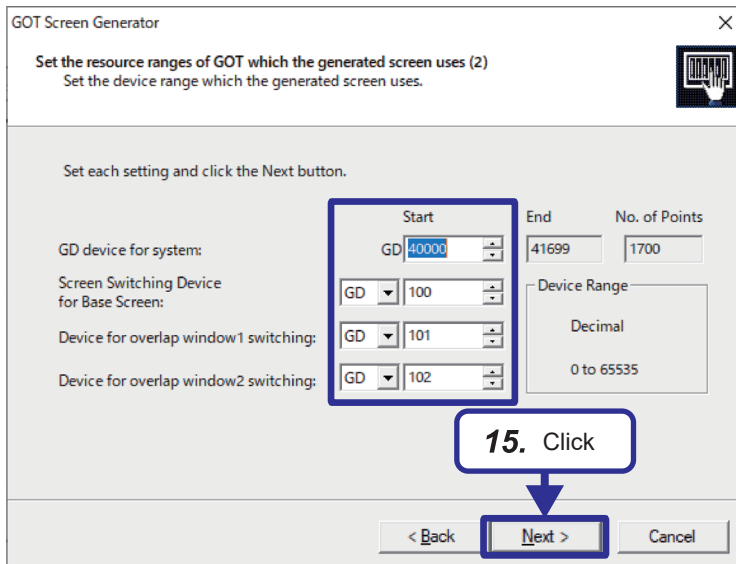 GOT Screen Generator
Set the resource ranges of GOT which the generated screen uses (2)
Set the device range which the generated screen uses.
Set each setting and click the Next button.
Start End No. of Points
GD device for system: GD 40000 41699 1700
Screen Switching Device
for Base Screen: GD 100
Device for overlap window1 switching: GD 101
Device for overlap window2 switching: GD 102
Device Range
Decimal
0 to 65535
15. Click
< Back Next > Cancel